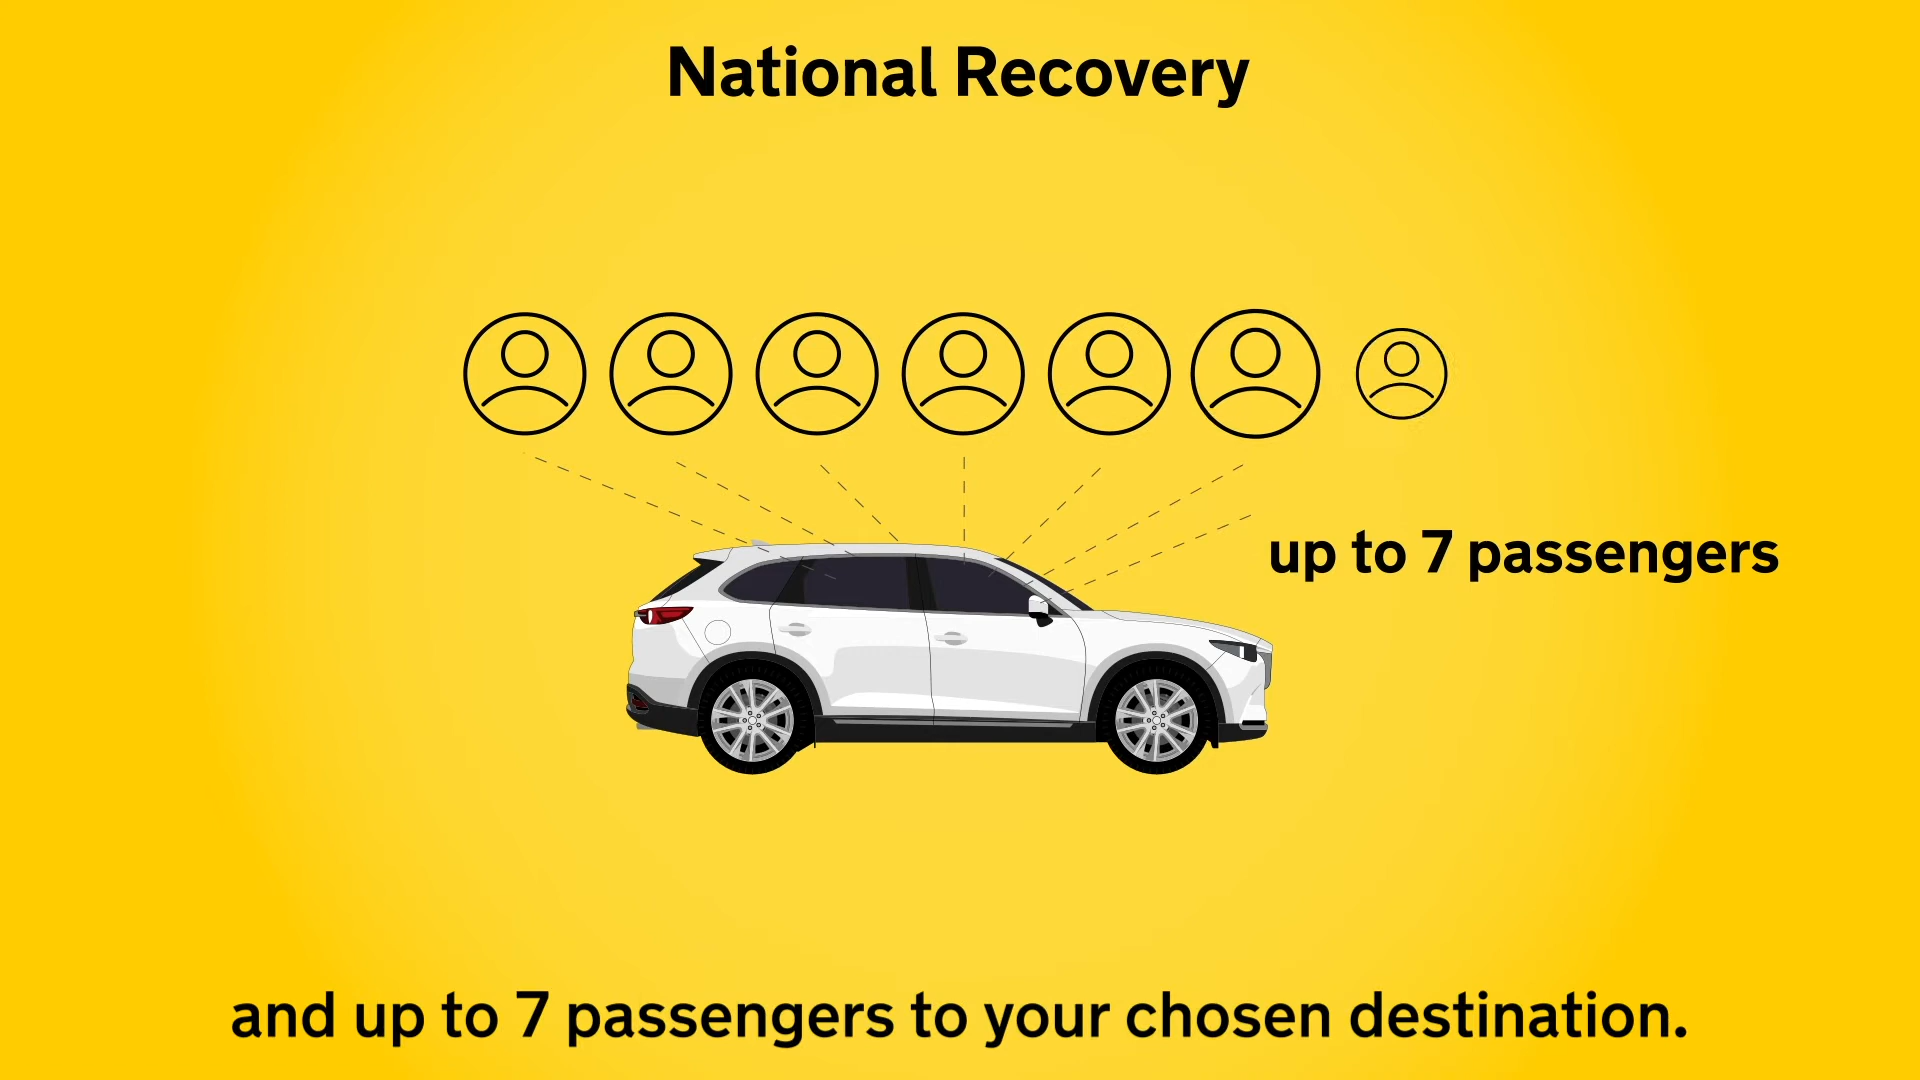 National Recovery
up to 7 passengers
and up to 7 passengers to your chosen destination.